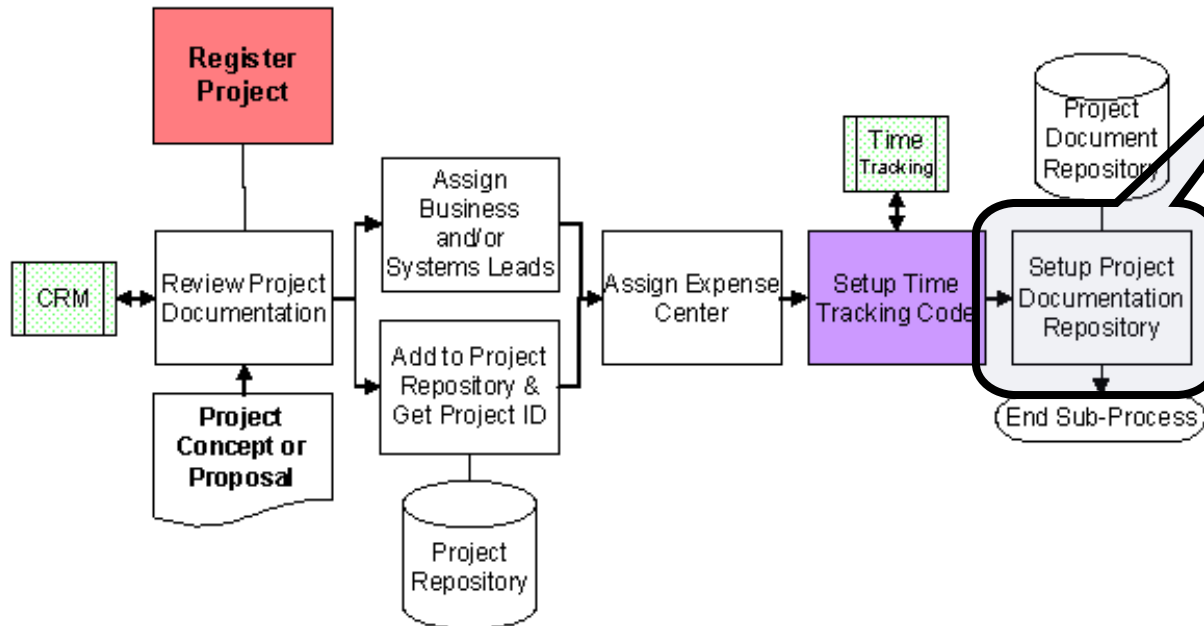 Register
Project
CRM
Review Project
Documentation
Project
Concept or
Proposal
Assign
Business
and/or
Systems Leads
Add to Project
Repository &
Get Project ID
Project
Repository
Assign Expense
Center
Time
Tracking
Setup Time
Tracking Code
Project
Document
Repository
Setup Project
Documentation
Repository
End Sub-Process